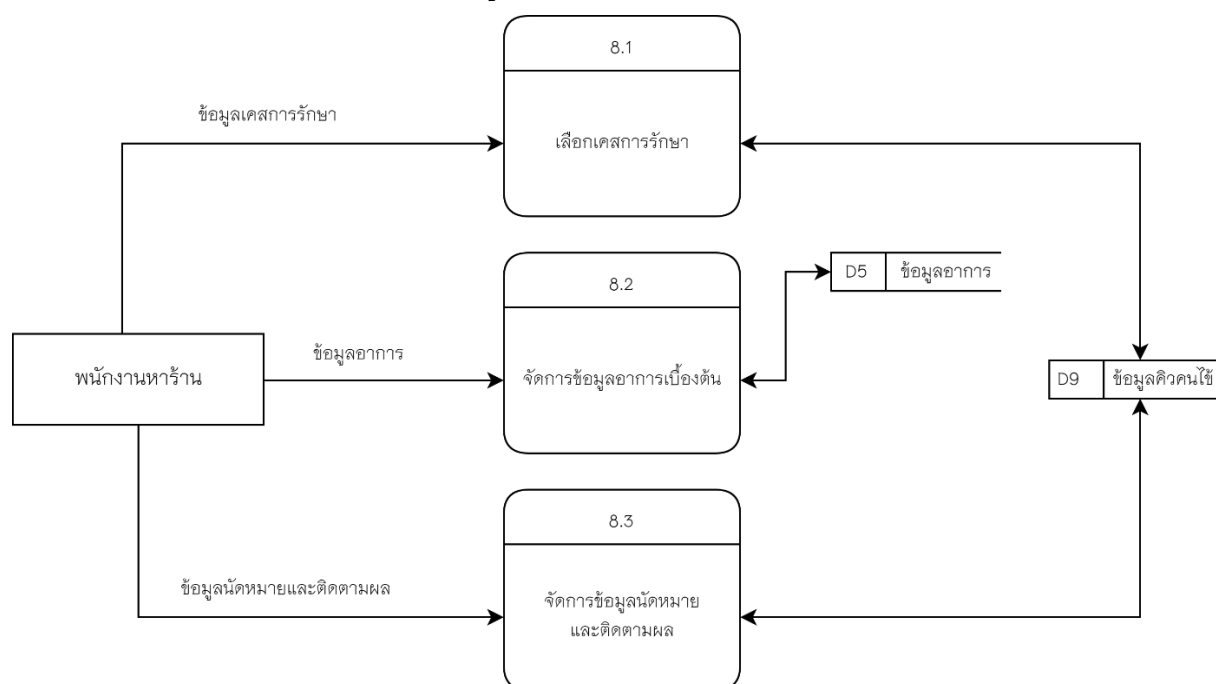 8.1
ข้อมูลเคสการรักษา
เลือกเคสการรักษา
8.2
D5 ข้อมูลอาการ
ข้อมูลอาการ
พนักงานหาร้าน
จัดการข้อมูลอาการเบื้องต้น
D9 ข้อมูลคิวคนไข้
8.3
ข้อมูลนัดหมายและติดตามผล
จัดการข้อมูลนัดหมาย
และติดตามผล